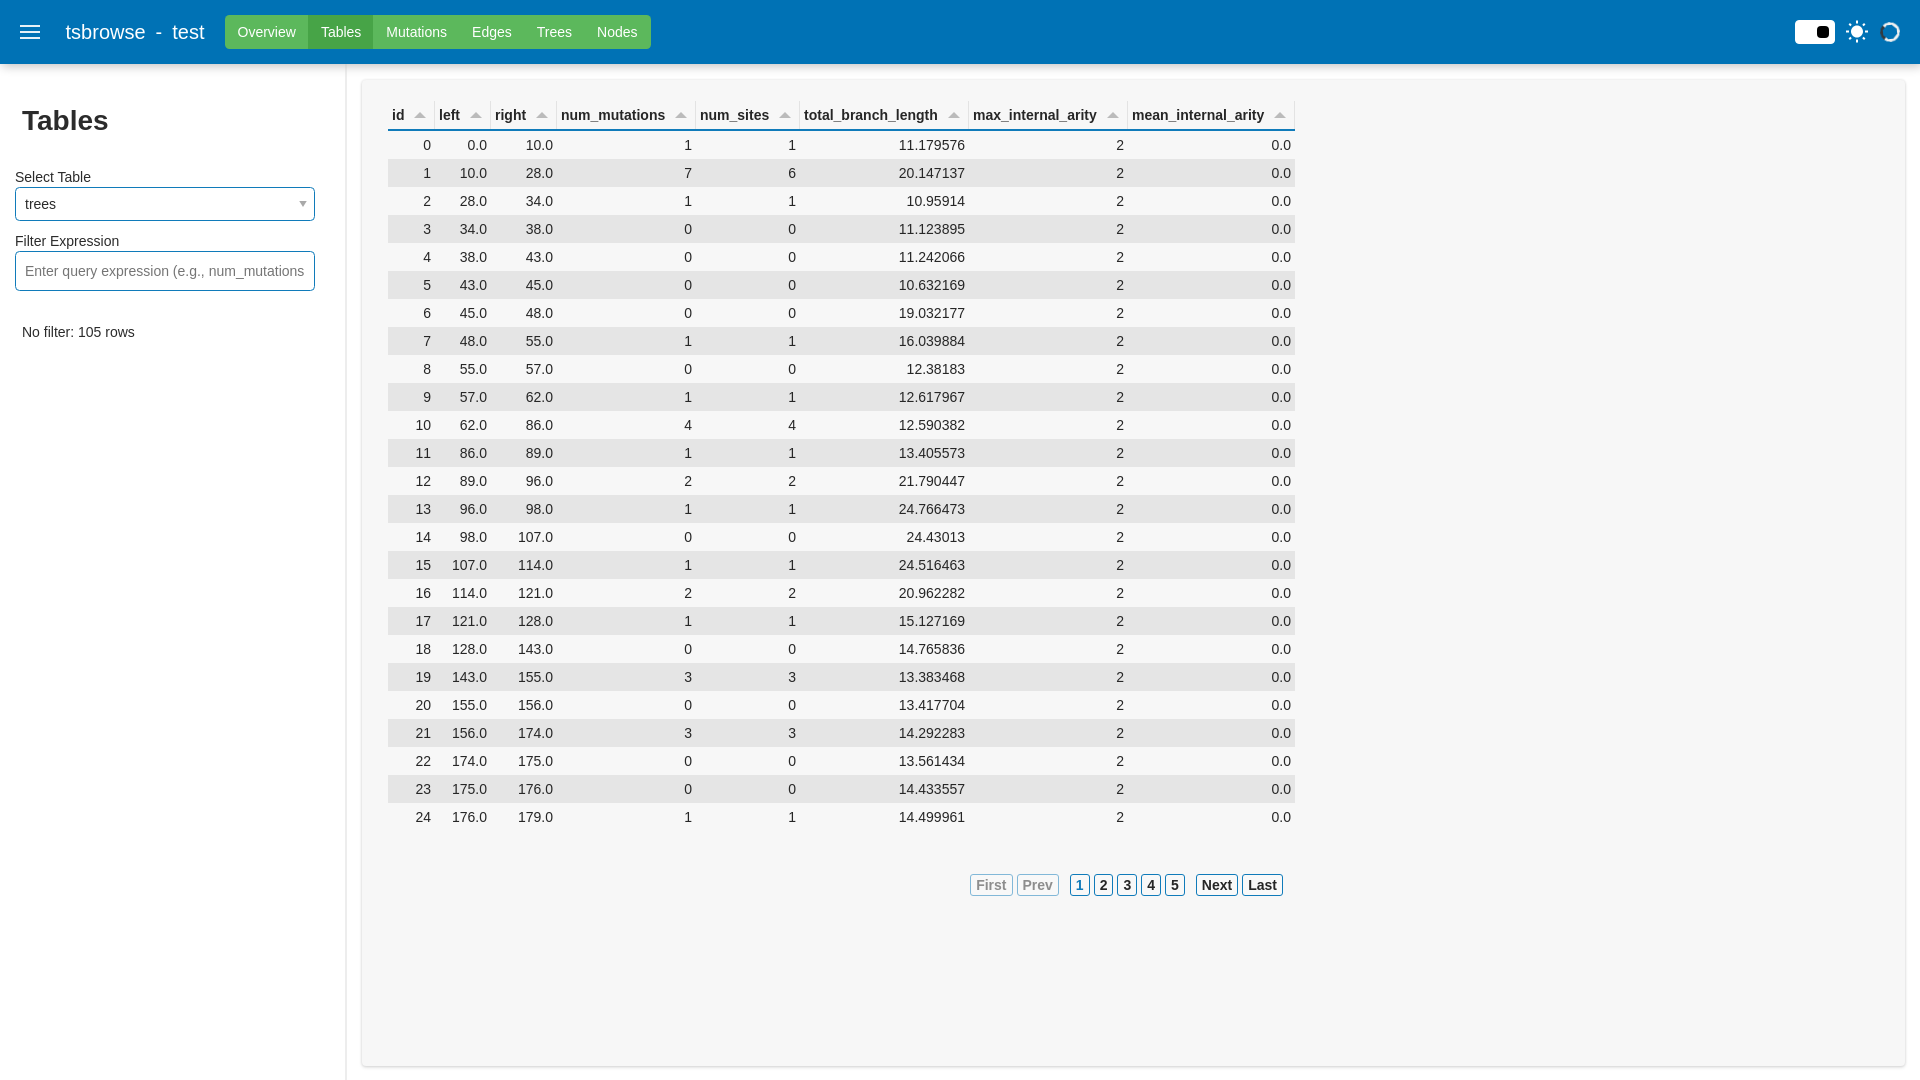 tsbrowse - test Overview Tables Mutations Edges Trees Nodes
Tables
Select Table
trees
Filter Expression
Enter query expression (e.g., num_mutations
No filter: 105 rows
id left right num_mutations num_sites total_branch_length max_internal_arity mean_internal_arity
0 0.0 10.0 1 1 11.179576 2 0.0
1 10.0 28.0 7 6 20.147137 2 0.0
2 28.0 34.0 1 1 10.95914 2 0.0
3 34.0 38.0 0 0 11.123895 2 0.0
4 38.0 43.0 0 0 11.242066 2 0.0
5 43.0 45.0 0 0 10.632169 2 0.0
6 45.0 48.0 0 0 19.032177 2 0.0
7 48.0 55.0 1 1 16.039884 2 0.0
8 55.0 57.0 0 0 12.38183 2 0.0
9 57.0 62.0 1 1 12.617967 2 0.0
10 62.0 86.0 4 4 12.590382 2 0.0
11 86.0 89.0 1 1 13.405573 2 0.0
12 89.0 96.0 2 2 21.790447 2 0.0
13 96.0 98.0 1 1 24.766473 2 0.0
14 98.0 107.0 0 0 24.43013 2 0.0
15 107.0 114.0 1 1 24.516463 2 0.0
16 114.0 121.0 2 2 20.962282 2 0.0
17 121.0 128.0 1 1 15.127169 2 0.0
18 128.0 143.0 0 0 14.765836 2 0.0
19 143.0 155.0 3 3 13.383468 2 0.0
20 155.0 156.0 0 0 13.417704 2 0.0
21 156.0 174.0 3 3 14.292283 2 0.0
22 174.0 175.0 0 0 13.561434 2 0.0
23 175.0 176.0 0 0 14.433557 2 0.0
24 176.0 179.0 1 1 14.499961 2 0.0
First Prev 1 2 3 4 5 Next Last